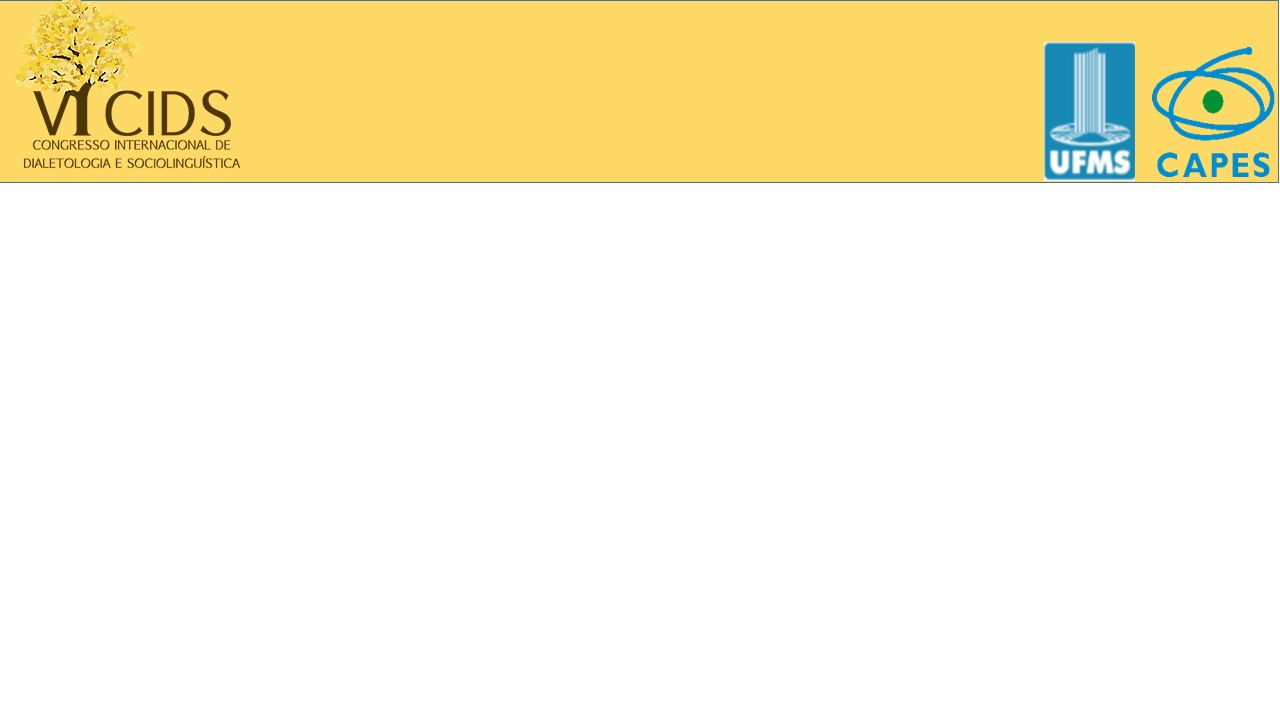 VI CIDS
CONGRESSO INTERNACIONAL DE
DIALETOLOGIA E SOCIOLINGUÍSTICA
UFMS
CAPES